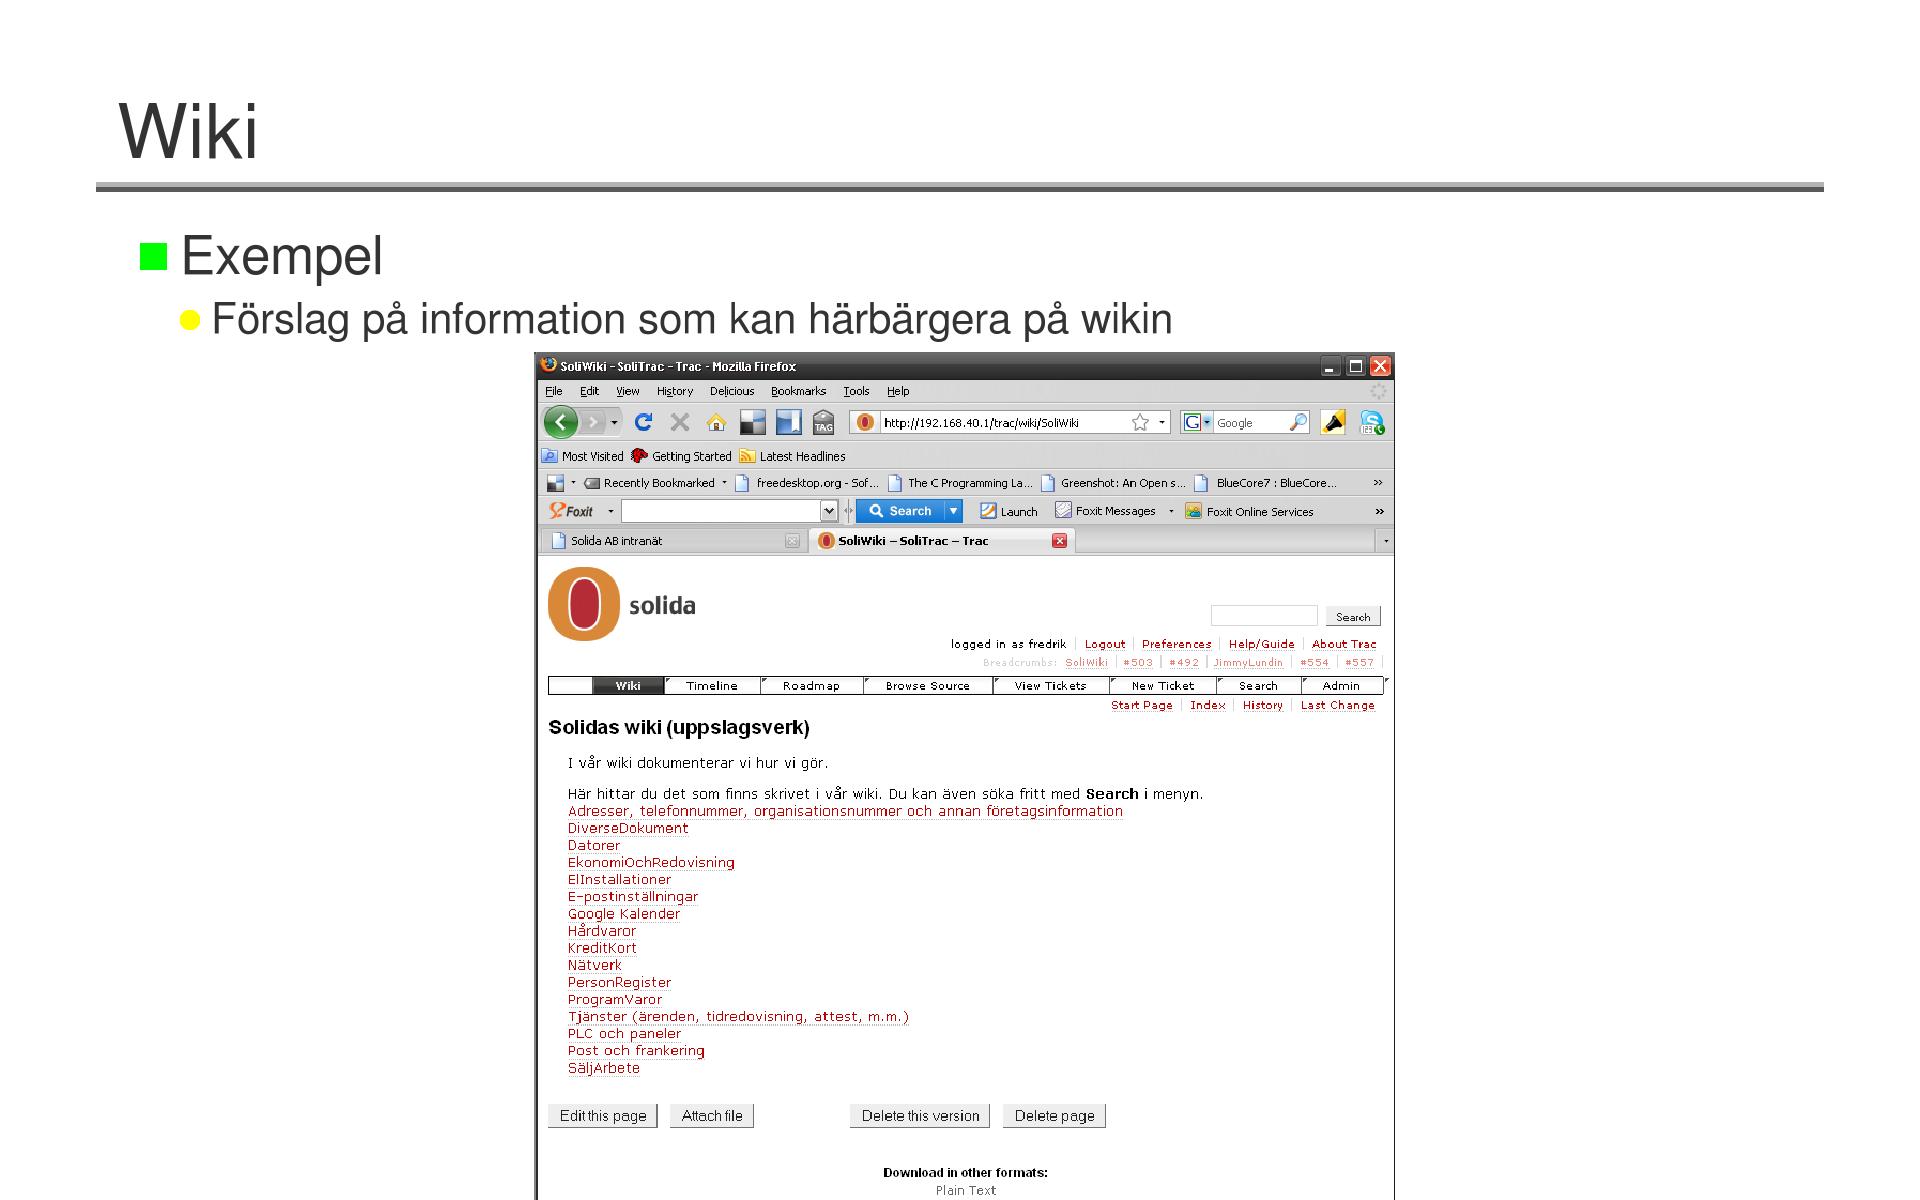 Wiki
Exempel
Förslag på information som kan härbärgera på wikin
SoliWiki – SoliTrac – Trac - Mozilla Firefox
File Edit View History Delicious Bookmarks Tools Help
TAG http://192.168.40.1/trac/wiki/SoliWiki G Google 123
Most Visited Getting Started Latest Headlines
Recently Bookmarked freedesktop.org - Sof... The C Programming La... Greenshot: An Open s... BlueCore7 : BlueCore... »
Foxit Search Launch Foxit Messages Foxit Online Services »
Solida AB intranät SoliWiki – SoliTrac – Trac
solida
Search
logged in as fredrik Logout Preferences Help/Guide About Trac
Breadcrumbs: SoliWiki #503 #492 JimmyLundin #554 #557
Wiki Timeline Roadmap Browse Source View Tickets New Ticket Search Admin
Start Page Index History Last Change
Solidas wiki (uppslagsverk)
I vår wiki dokumenterar vi hur vi gör.
Här hittar du det som finns skrivet i vår wiki. Du kan även söka fritt med Search i menyn.
Adresser, telefonnummer, organisationsnummer och annan företagsinformation
DiverseDokument
Datorer
EkonomiOchRedovisning
ElInstallationer
E-postinställningar
Google Kalender
Hårdvaror
KreditKort
Nätverk
PersonRegister
ProgramVaror
Tjänster (ärenden, tidredovisning, attest, m.m.)
PLC och paneler
Post och frankering
SäljArbete
Edit this page Attach file Delete this version Delete page
Download in other formats:
Plain Text